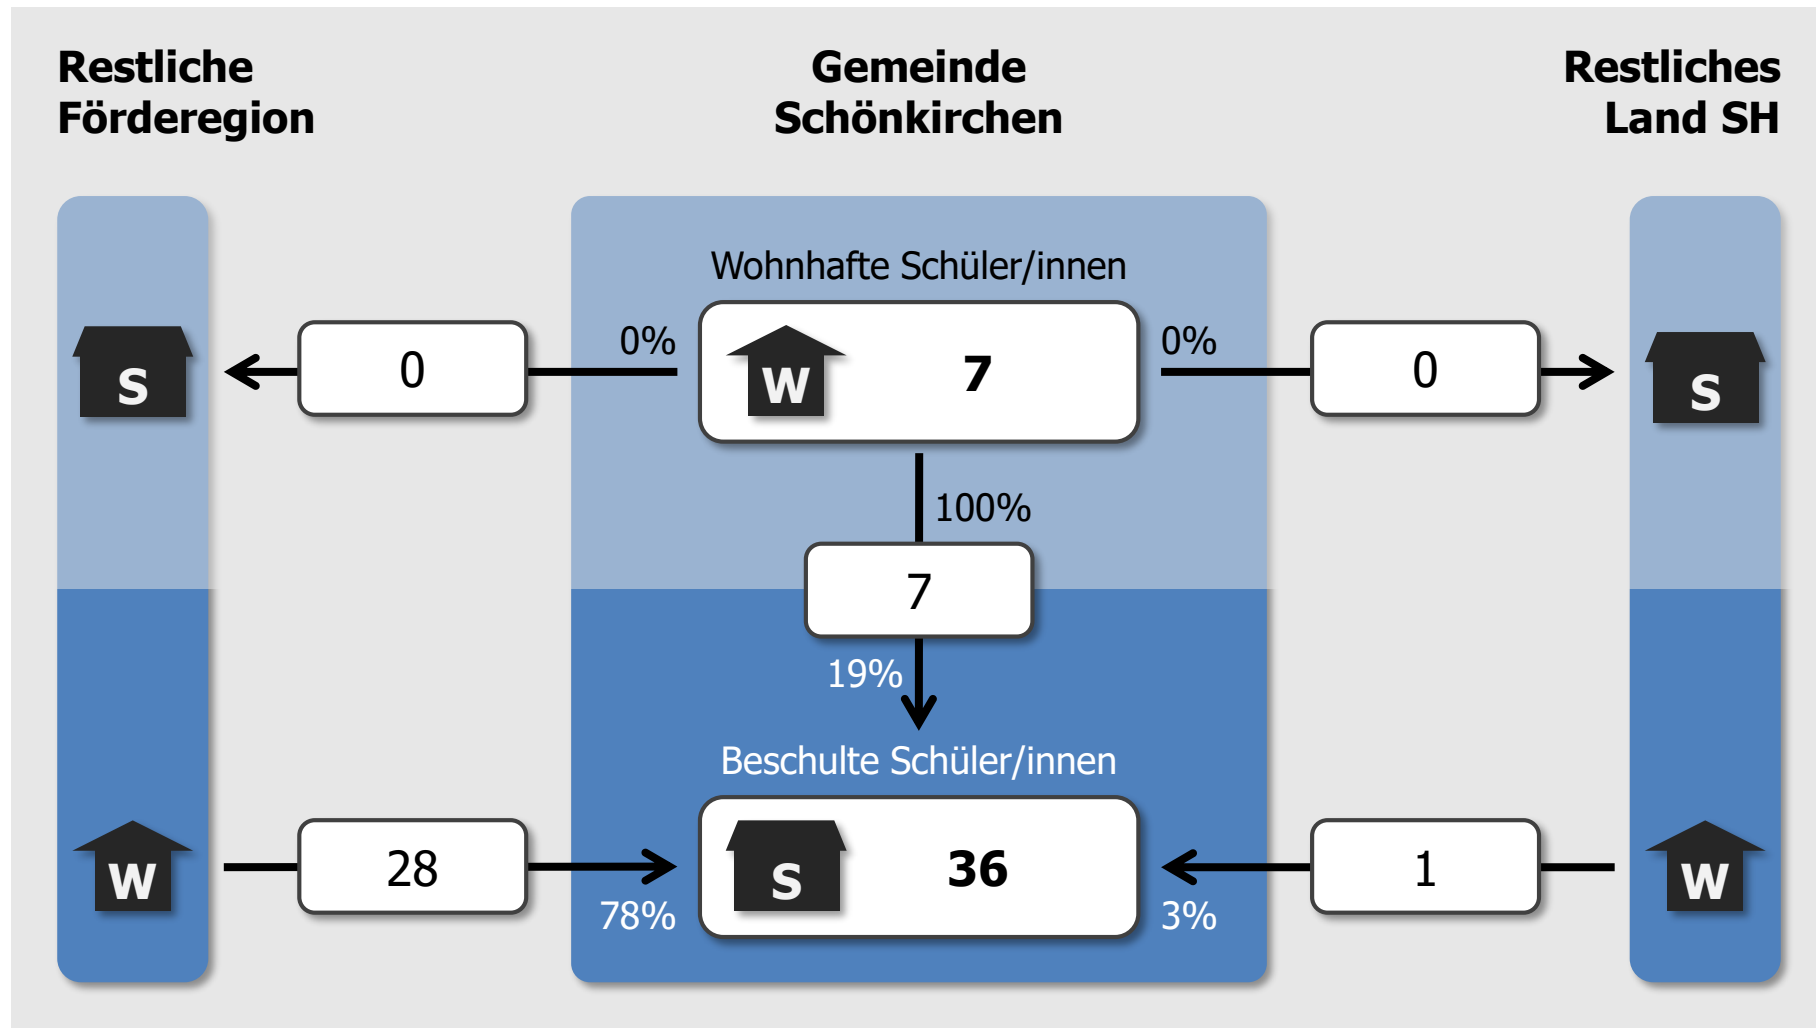 Restliche
Förderegion
Gemeinde
Schönkirchen
Restliches
Land SH
Wohnhafte Schüler/innen
S
0
0%
W
7
0%
0
S
100%
7
19%
Beschulte Schüler/innen
W
28
78%
S
36
3%
1
W